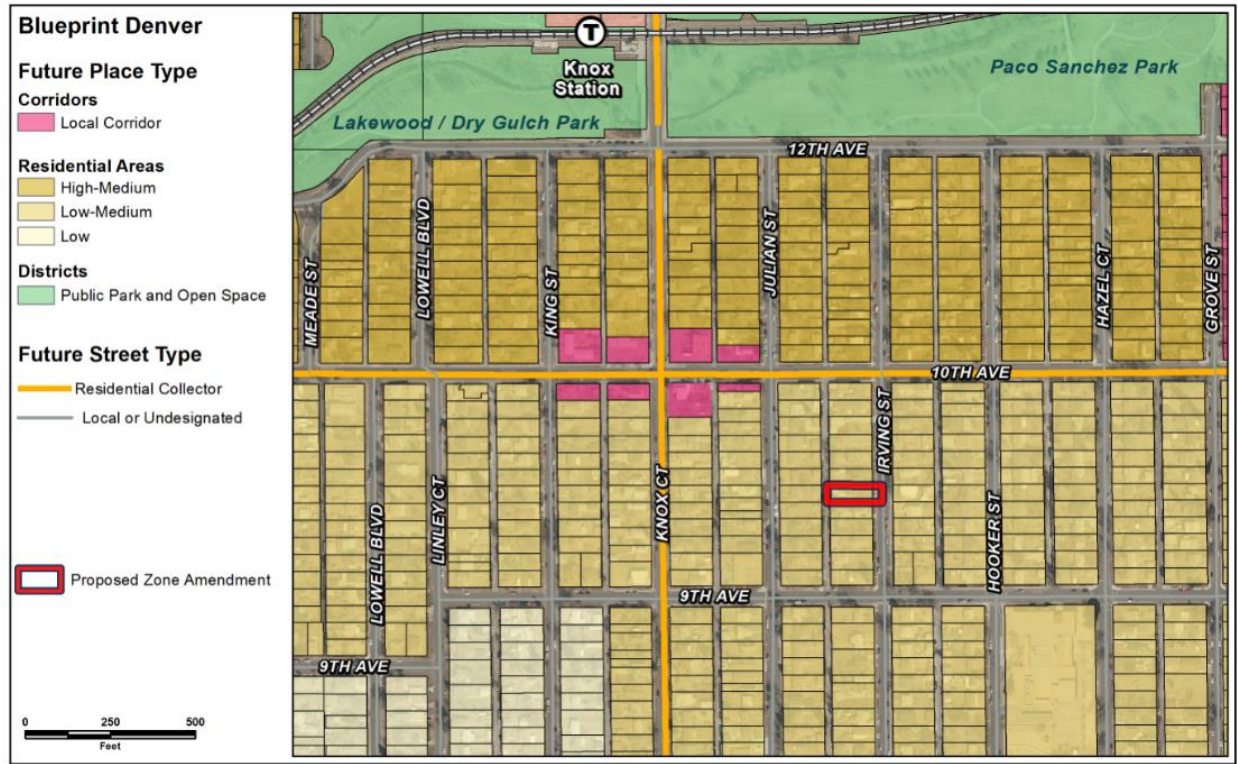 Blueprint Denver
Future Place Type
Corridors
Local Corridor
Residential Areas
High-Medium
Low-Medium
Low
Districts
Public Park and Open Space
Future Street Type
Residential Collector
Local or Undesignated
Proposed Zone Amendment
0 250 500
Feet
T
Knox
Station
Paco Sanchez Park
Lakewood / Dry Gulch Park
12TH AVE
MEADE ST
LOWELL BLVD
KING ST
JULIAN ST
HAZEL CT
GROVE ST
10TH AVE
IRVING ST
LOWELL BLVD
LINLEY CT
KNOX CT
HOOKER ST
9TH AVE
9TH AVE